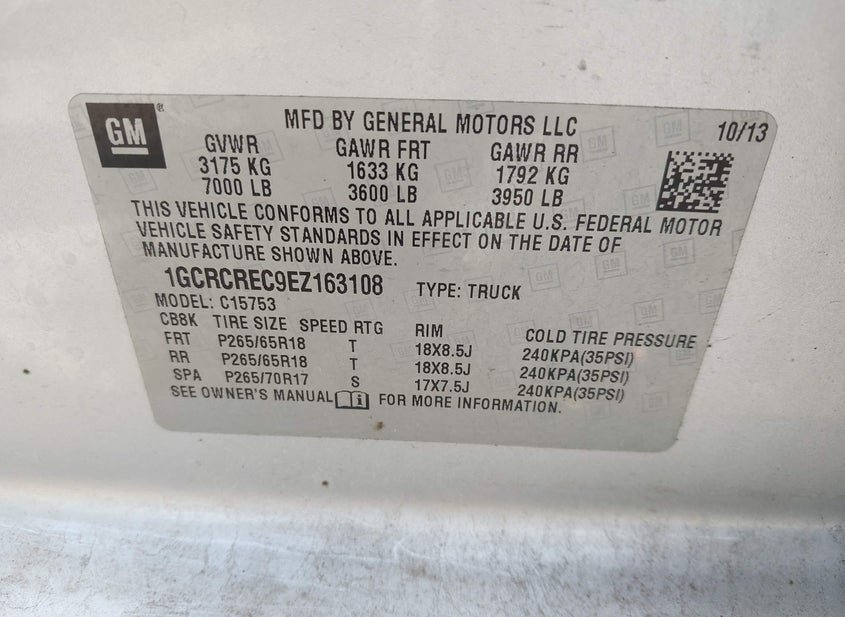 GM ®
MFD BY GENERAL MOTORS LLC 10/13
GVWR GAWR FRT GAWR RR
3175 KG 1633 KG 1792 KG
7000 LB 3600 LB 3950 LB
THIS VEHICLE CONFORMS TO ALL APPLICABLE U.S. FEDERAL MOTOR
VEHICLE SAFETY STANDARDS IN EFFECT ON THE DATE OF
MANUFACTURE SHOWN ABOVE.
1GCRCREC9EZ163108 TYPE: TRUCK
MODEL: C15753
CB8K TIRE SIZE SPEED RTG RIM COLD TIRE PRESSURE
FRT P265/65R18 T 18X8.5J 240KPA(35PSI)
RR P265/65R18 T 18X8.5J 240KPA(35PSI)
SPA P265/70R17 S 17X7.5J 240KPA(35PSI)
SEE OWNER'S MANUAL i FOR MORE INFORMATION.